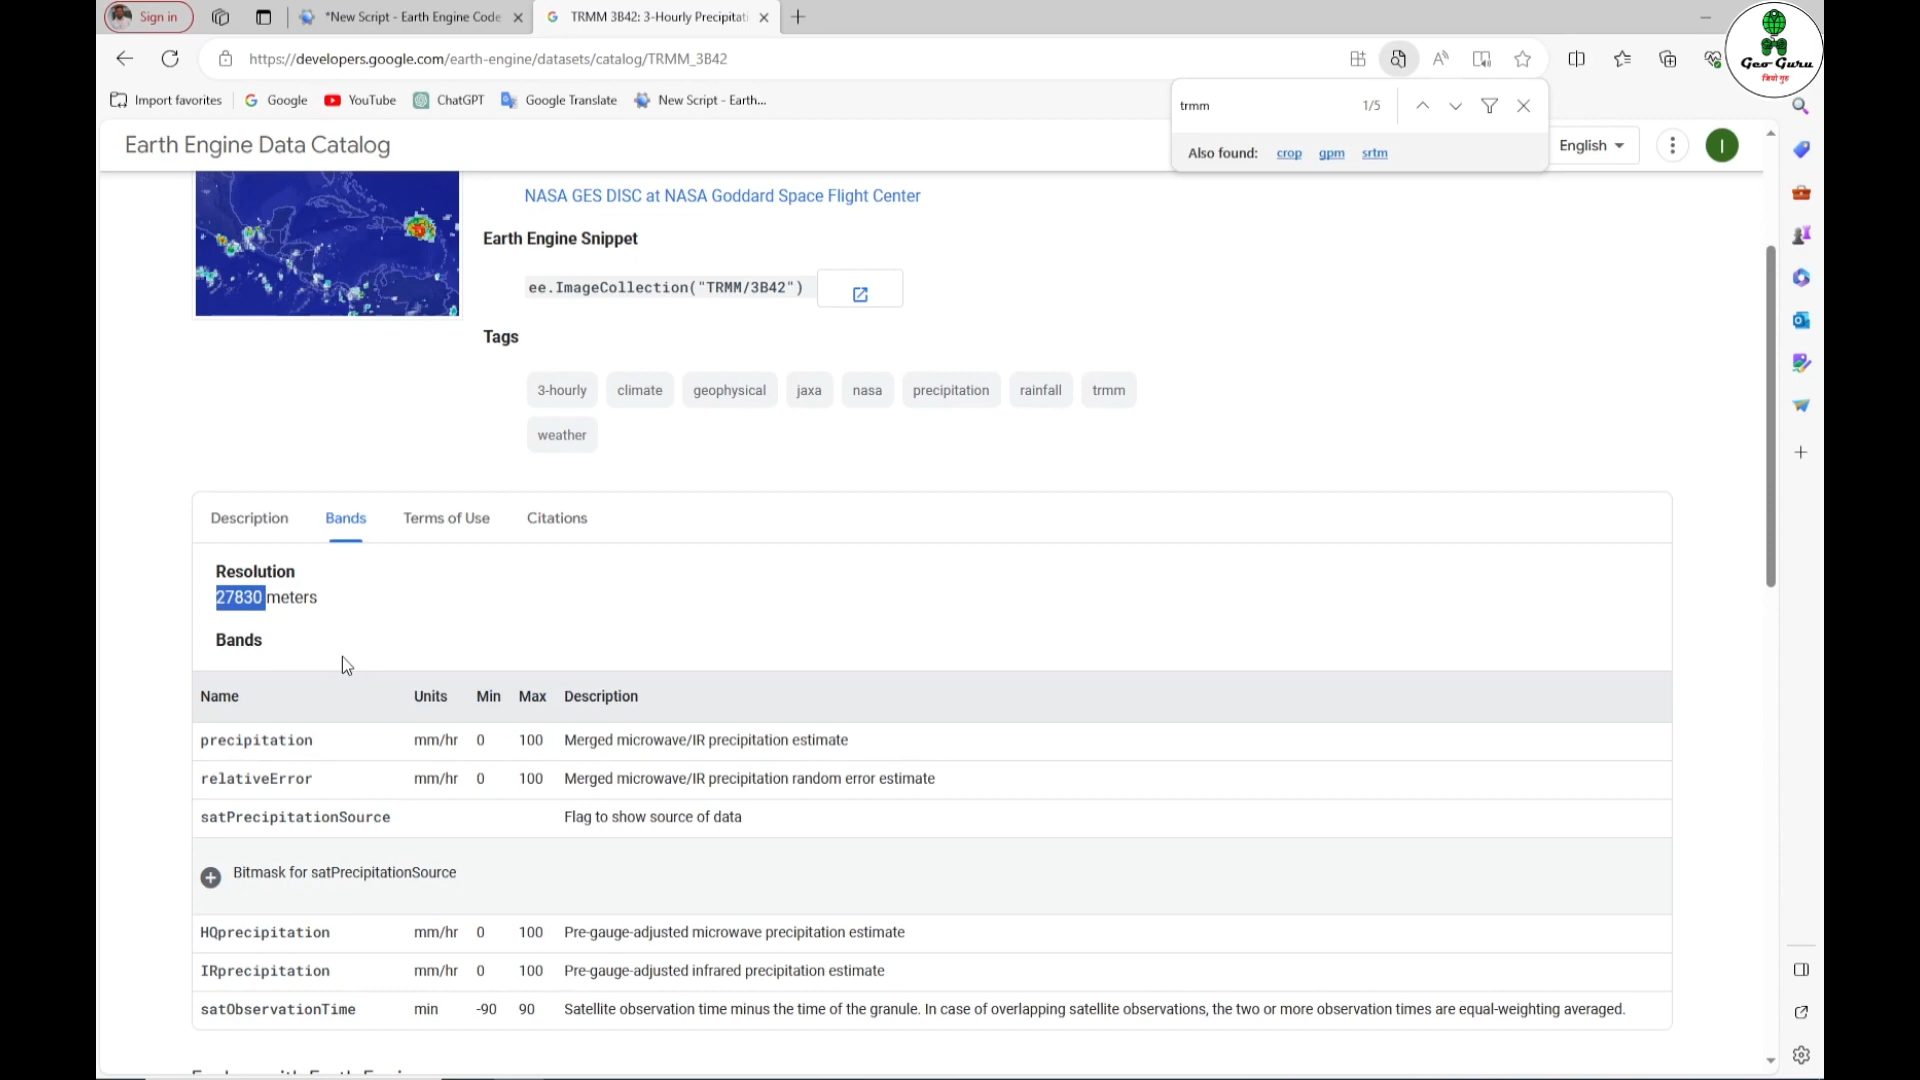 Sign in
*New Script - Earth Engine Code
TRMM 3B42: 3-Hourly Precipitati
https://developers.google.com/earth-engine/datasets/catalog/TRMM_3B42
Import favorites
Google
YouTube
ChatGPT
Google Translate
New Script - Earth...
Geo Guru
जियो गुरु
trmm
1/5
Also found: crop gpm srtm
Earth Engine Data Catalog
English
I
NASA GES DISC at NASA Goddard Space Flight Center
Earth Engine Snippet
ee.ImageCollection("TRMM/3B42")
Tags
3-hourly climate geophysical jaxa nasa precipitation rainfall trmm
weather
Description Bands Terms of Use Citations
Resolution
27830 meters
Bands
Name Units Min Max Description
precipitation mm/hr 0 100 Merged microwave/IR precipitation estimate
relativeError mm/hr 0 100 Merged microwave/IR precipitation random error estimate
satPrecipitationSource Flag to show source of data
Bitmask for satPrecipitationSource
HQprecipitation mm/hr 0 100 Pre-gauge-adjusted microwave precipitation estimate
IRprecipitation mm/hr 0 100 Pre-gauge-adjusted infrared precipitation estimate
satObservationTime min -90 90 Satellite observation time minus the time of the granule. In case of overlapping satellite observations, the two or more observation times are equal-weighting averaged.